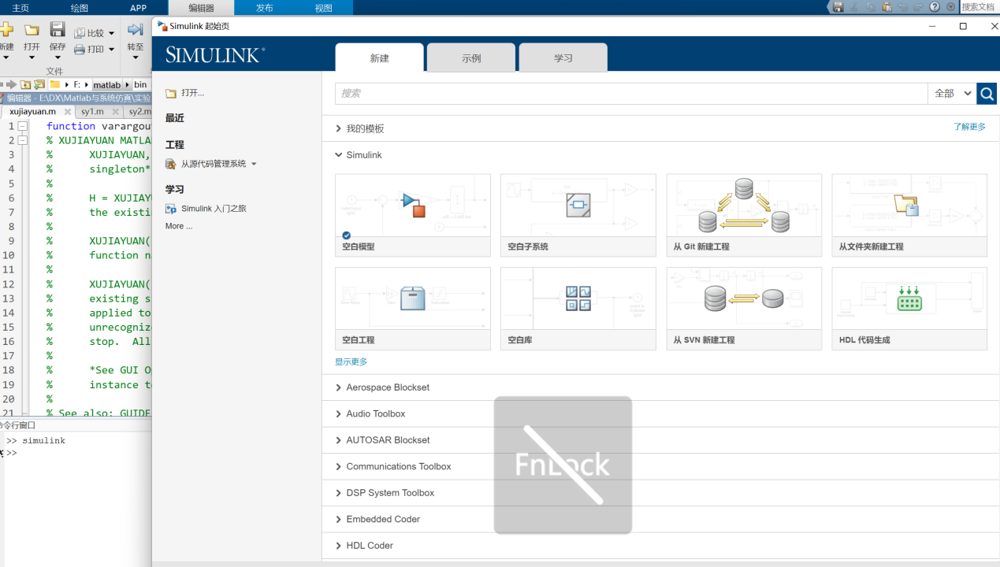 主页 绘图 APP 编辑器 发布 视图 搜索文档
新建 打开 保存 比较 打印 转至
文件
F: matlab bin
编辑器 - E:\DX\Matlab与系统仿真\实验
xujiayuan.m sy1.m sy2.m
1 function varargou
2 % XUJIAYUAN MATLA
3 % XUJIAYUAN,
4 % singleton*
5 %
6 % H = XUJIAYU
7 % the existi
8 %
9 % XUJIAYUAN(
10 % function n
11 %
12 % XUJIAYUAN(
13 % existing s
14 % applied to
15 % unrecogniz
16 % stop. All
17 %
18 % *See GUI O
19 % instance t
20 %
21 % See also: GUIDE
命令行窗口
>> simulink
>>
Simulink 起始页
SIMULINK®
新建 示例 学习
打开...
最近
工程
从源代码管理系统
学习
Simulink 入门之旅
More ...
搜索 全部
我的模板 了解更多
Simulink
空白模型 空白子系统 从 Git 新建工程 从文件夹新建工程
空白工程 空白库 从 SVN 新建工程 HDL 代码生成
显示更多
Aerospace Blockset
Audio Toolbox
AUTOSAR Blockset
Communications Toolbox
DSP System Toolbox
Embedded Coder
HDL Coder
FnLock